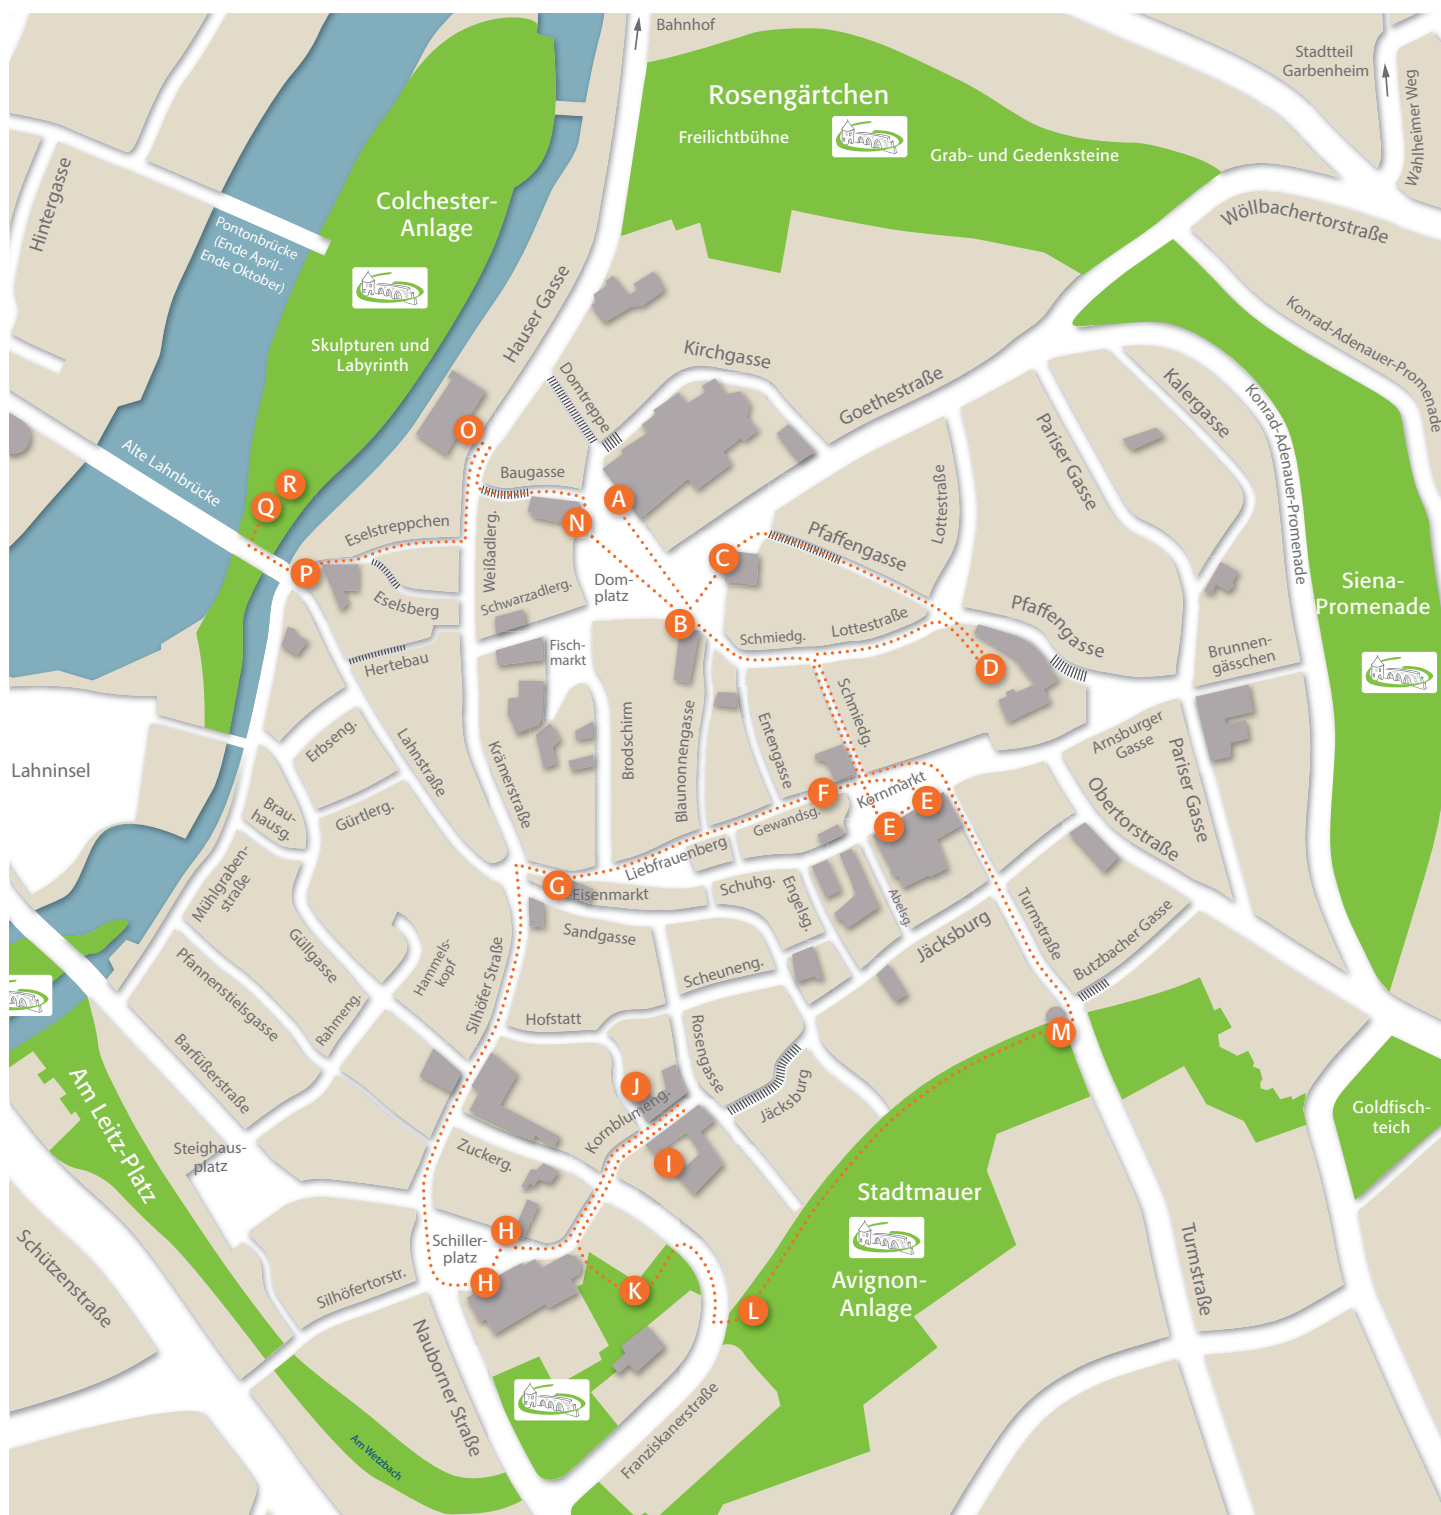 Bahnhof
Stadtteil
Garbenheim
Wahlheimer Weg
Rosengärtchen
Freilichtbühne
Grab- und Gedenksteine
Hintergasse
Colchester-
Anlage
Wöllbachertorstraße
Pontonbrücke
(Ende April -
Ende Oktober)
Hauser Gasse
Konrad-Adenauer-Promenade
Skulpturen und
Labyrinth
Kirchgasse
Domtreppe
Goethestraße
Kalergasse
Konrad-Adenauer-Promenade
Pariser Gasse
O
Alte Lahnbrücke
Baugasse
Lottestraße
R
Q
A
N
Eselstreppchen
Weißadlerg.
Pfaffengasse
C
P
Dom-
platz
Siena-
Promenade
Eselsberg
Schwarzadlerg.
B
Schmiedg.
Lottestraße
Pfaffengasse
Fisch-
markt
Hertebau
D
Brunnen-
gässchen
Schmiedg.
Erbseng.
Lahnstraße
Krämerstraße
Brodschirm
Blaunonnengasse
Entengasse
Arnsburger
Gasse
Pariser Gasse
Lahninsel
F
Kornmarkt
E
E
Obertorstraße
Brau-
hausg.
Gürtlerg.
Gewandsg.
Liebfrauenberg
Mühlgraben-
straße
G
Eisenmarkt
Schuhg.
Engelsg.
Abelsg.
Turmstraße
Butzbacher Gasse
Jäcksburg
Sandgasse
Güllgasse
Hammels-
kopf
Silhöfer Straße
Scheuneng.
Pfannenstielsgasse
Rahmeng.
Hofstatt
Rosengasse
M
Barfüßerstraße
J
Jäcksburg
Am Leitz-Platz
Kornblumeng.
Goldfisch-
teich
Steighaus-
platz
Zuckerg.
I
Stadtmauer
H
Schiller-
platz
Schützenstraße
H
Silhöfertorstr.
K
L
Avignon-
Anlage
Turmstraße
Nauborner Straße
Franziskanerstraße
Am Wetzbach